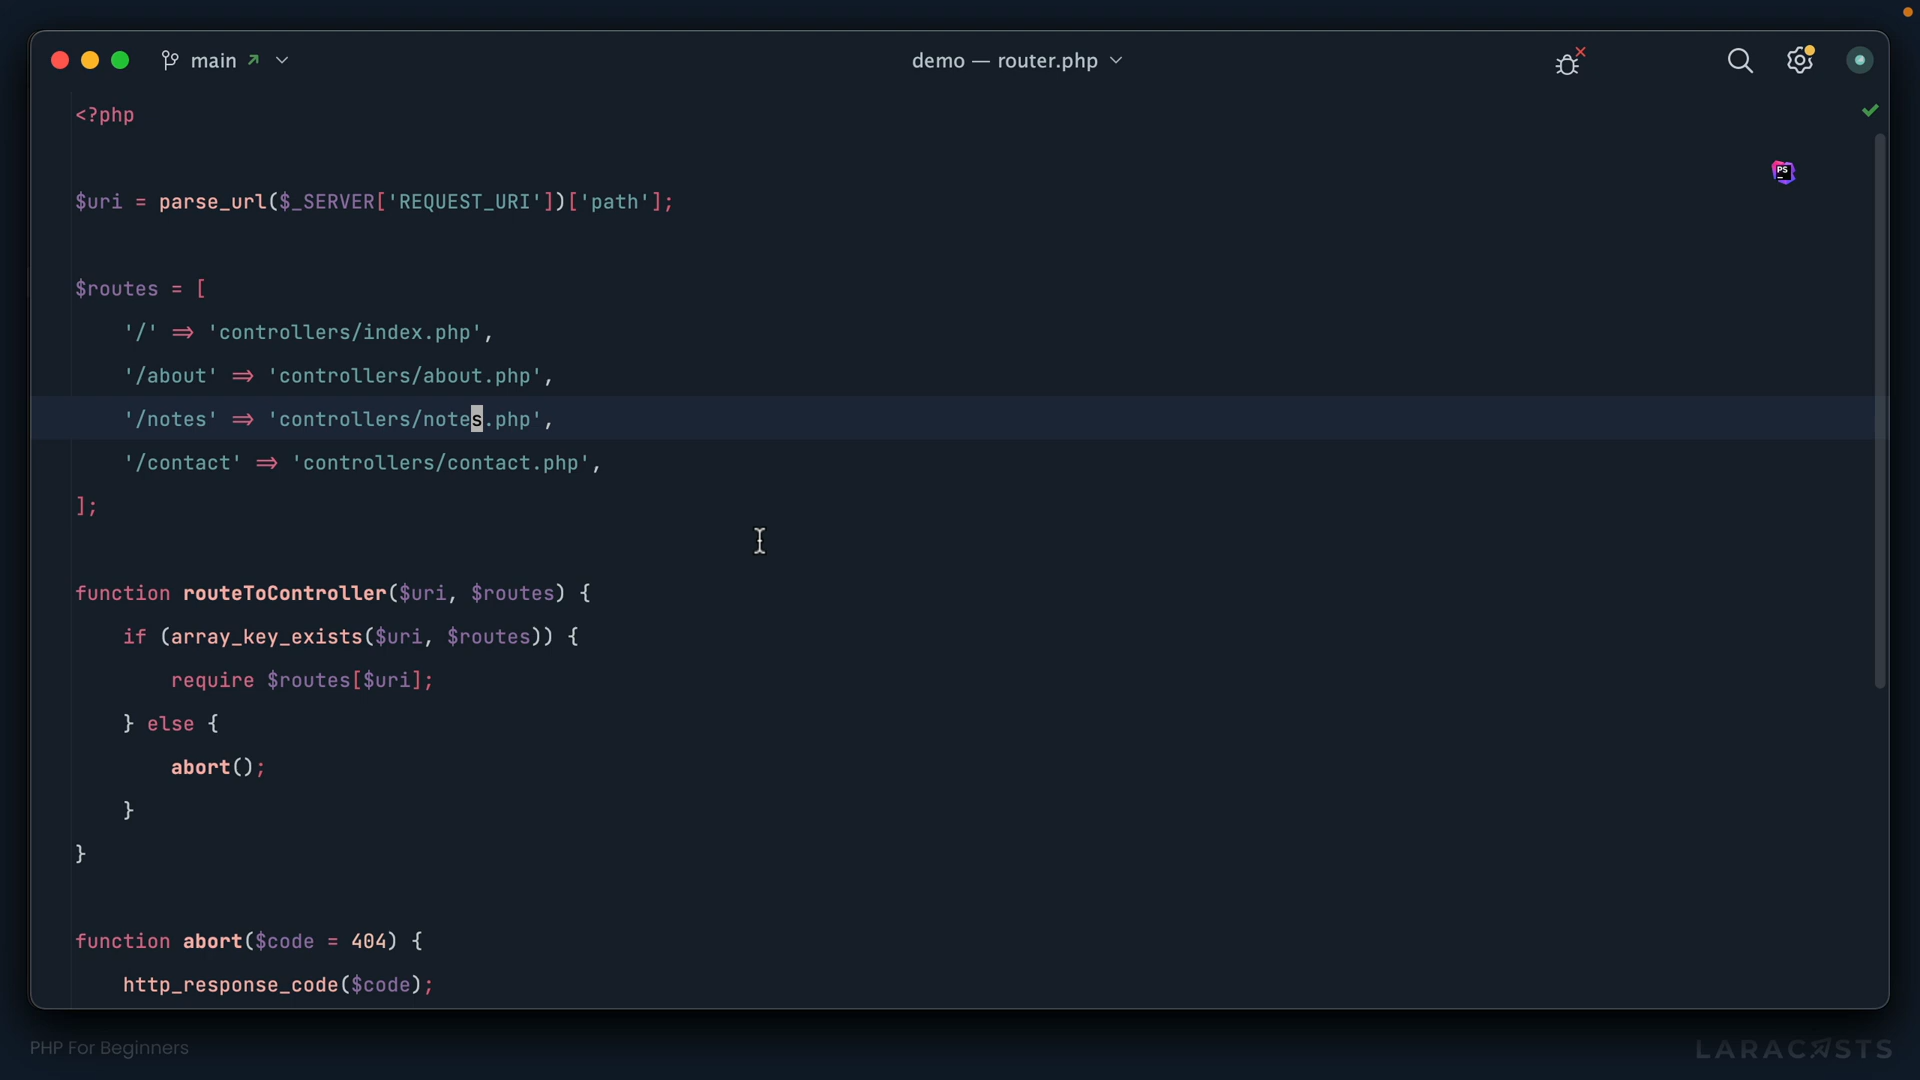 main
demo — router.php
<?php
PS
$uri = parse_url($_SERVER['REQUEST_URI'])['path'];
$routes = [
    '/' => 'controllers/index.php',
    '/about' => 'controllers/about.php',
    '/notes' => 'controllers/notes.php',
    '/contact' => 'controllers/contact.php',
];
function routeToController($uri, $routes) {
    if (array_key_exists($uri, $routes)) {
        require $routes[$uri];
    } else {
        abort();
    }
}
function abort($code = 404) {
    http_response_code($code);
PHP For Beginners
LARACASTS